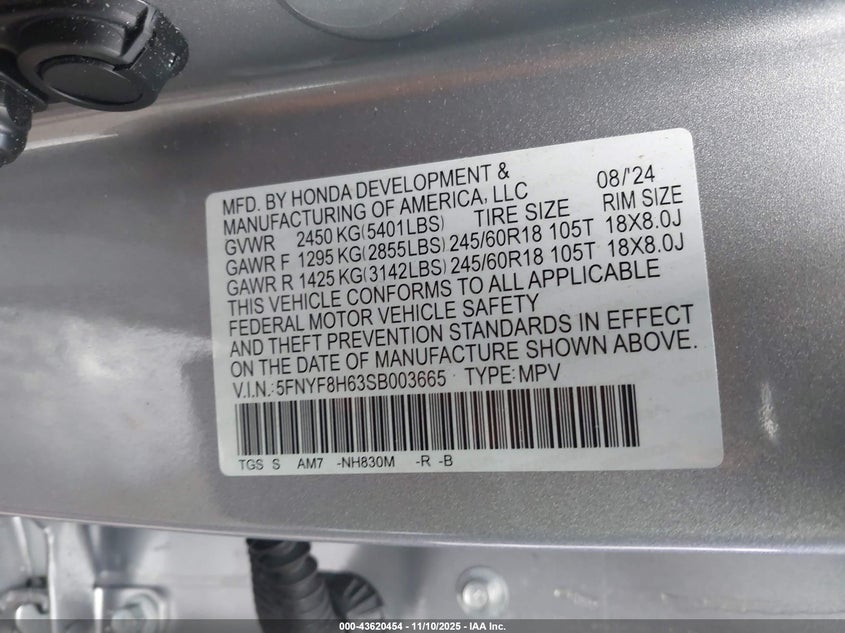 MFD. BY HONDA DEVELOPMENT & 08/'24
MANUFACTURING OF AMERICA, LLC
GVWR 2450 KG(5401LBS) TIRE SIZE RIM SIZE
GAWR F 1295 KG(2855LBS) 245/60R18 105T 18X8.0J
GAWR R 1425 KG(3142LBS) 245/60R18 105T 18X8.0J
THIS VEHICLE CONFORMS TO ALL APPLICABLE
FEDERAL MOTOR VEHICLE SAFETY
AND THEFT PREVENTION STANDARDS IN EFFECT
ON THE DATE OF MANUFACTURE SHOWN ABOVE.
V.I.N.: 5FNYF8H63SB003665 TYPE: MPV
TGS S AM7 -NH830M -R -B
000-43620454 - 11/10/2025 - IAA Inc.